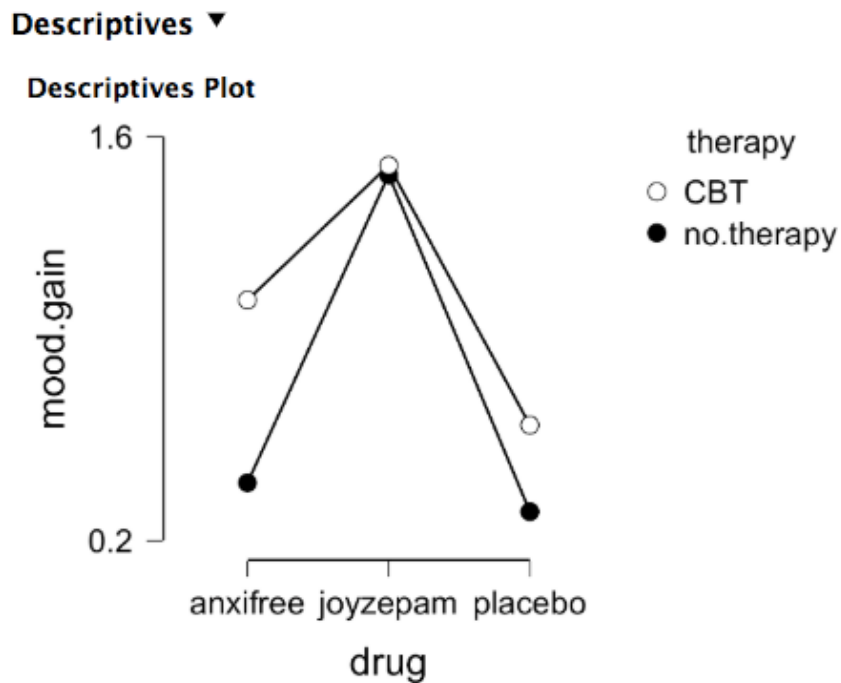 Descriptives ▼
Descriptives Plot
1.6
mood.gain
0.2
anxifree joyzepam placebo
drug
therapy
CBT
no.therapy